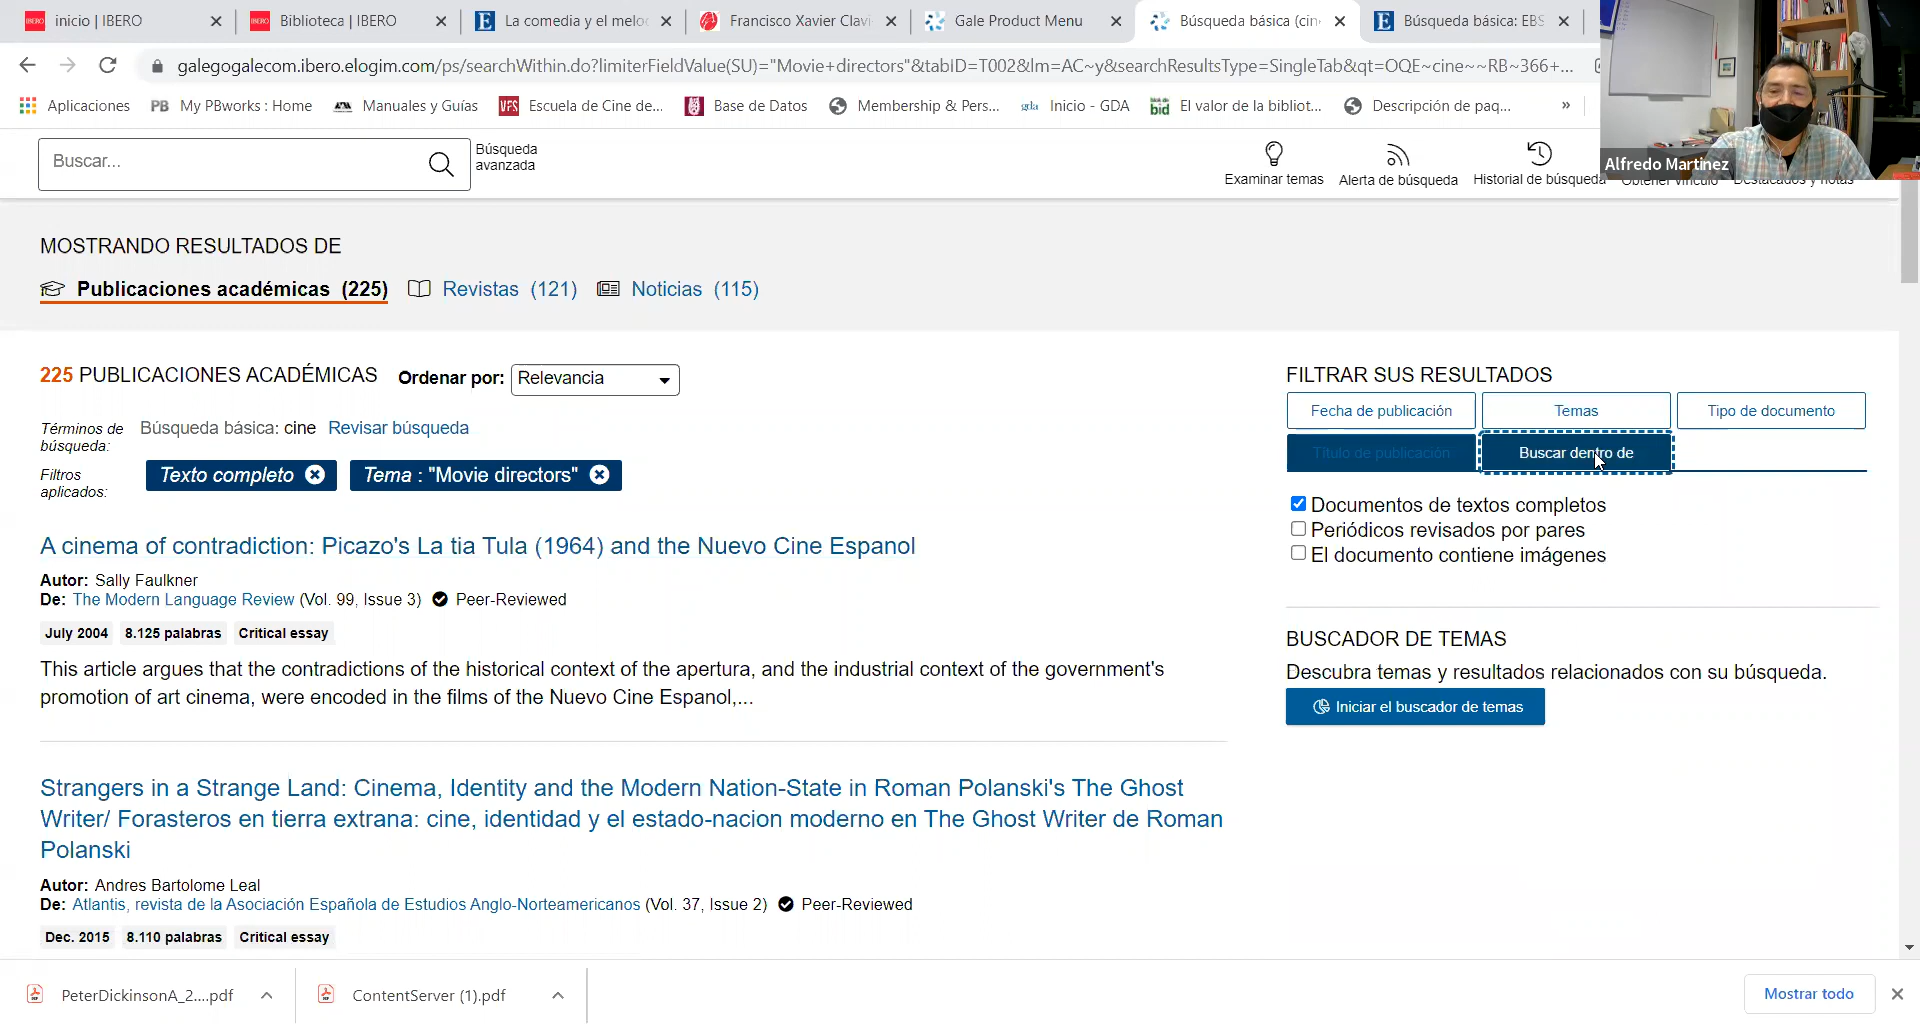 inicio | IBERO
Biblioteca | IBERO
La comedia y el melo
Francisco Xavier Clavi
Gale Product Menu
Búsqueda básica (cin
Búsqueda básica: EBS
galegogalecom.ibero.elogim.com/ps/searchWithin.do?limiterFieldValue(SU)="Movie+directors"&tabID=T002&lm=AC~y&searchResultsType=SingleTab&qt=OQE~cine~~RB~366+...
Aplicaciones
PB My PBworks : Home
Manuales y Guías
Escuela de Cine de...
Base de Datos
Membership & Pers...
gda Inicio - GDA
El valor de la bibliot...
Descripción de paq...
»
Buscar...
Búsqueda
avanzada
Examinar temas
Alerta de búsqueda
Historial de búsqueda
Alfredo Martinez
MOSTRANDO RESULTADOS DE
Publicaciones académicas (225)
Revistas (121)
Noticias (115)
225 PUBLICACIONES ACADÉMICAS
Ordenar por: Relevancia
Términos de
búsqueda:
Búsqueda básica: cine Revisar búsqueda
Filtros
aplicados:
Texto completo
Tema : "Movie directors"
A cinema of contradiction: Picazo's La tia Tula (1964) and the Nuevo Cine Espanol
Autor: Sally Faulkner
De: The Modern Language Review (Vol. 99, Issue 3) Peer-Reviewed
July 2004 8.125 palabras Critical essay
This article argues that the contradictions of the historical context of the apertura, and the industrial context of the government's
promotion of art cinema, were encoded in the films of the Nuevo Cine Espanol,...
Strangers in a Strange Land: Cinema, Identity and the Modern Nation-State in Roman Polanski's The Ghost
Writer/ Forasteros en tierra extrana: cine, identidad y el estado-nacion moderno en The Ghost Writer de Roman
Polanski
Autor: Andres Bartolome Leal
De: Atlantis, revista de la Asociación Española de Estudios Anglo-Norteamericanos (Vol. 37, Issue 2) Peer-Reviewed
Dec. 2015 8.110 palabras Critical essay
FILTRAR SUS RESULTADOS
Fecha de publicación
Temas
Tipo de documento
Título de publicación
Buscar dentro de
Documentos de textos completos
Periódicos revisados por pares
El documento contiene imágenes
BUSCADOR DE TEMAS
Descubra temas y resultados relacionados con su búsqueda.
Iniciar el buscador de temas
PeterDickinsonA_2....pdf
ContentServer (1).pdf
Mostrar todo